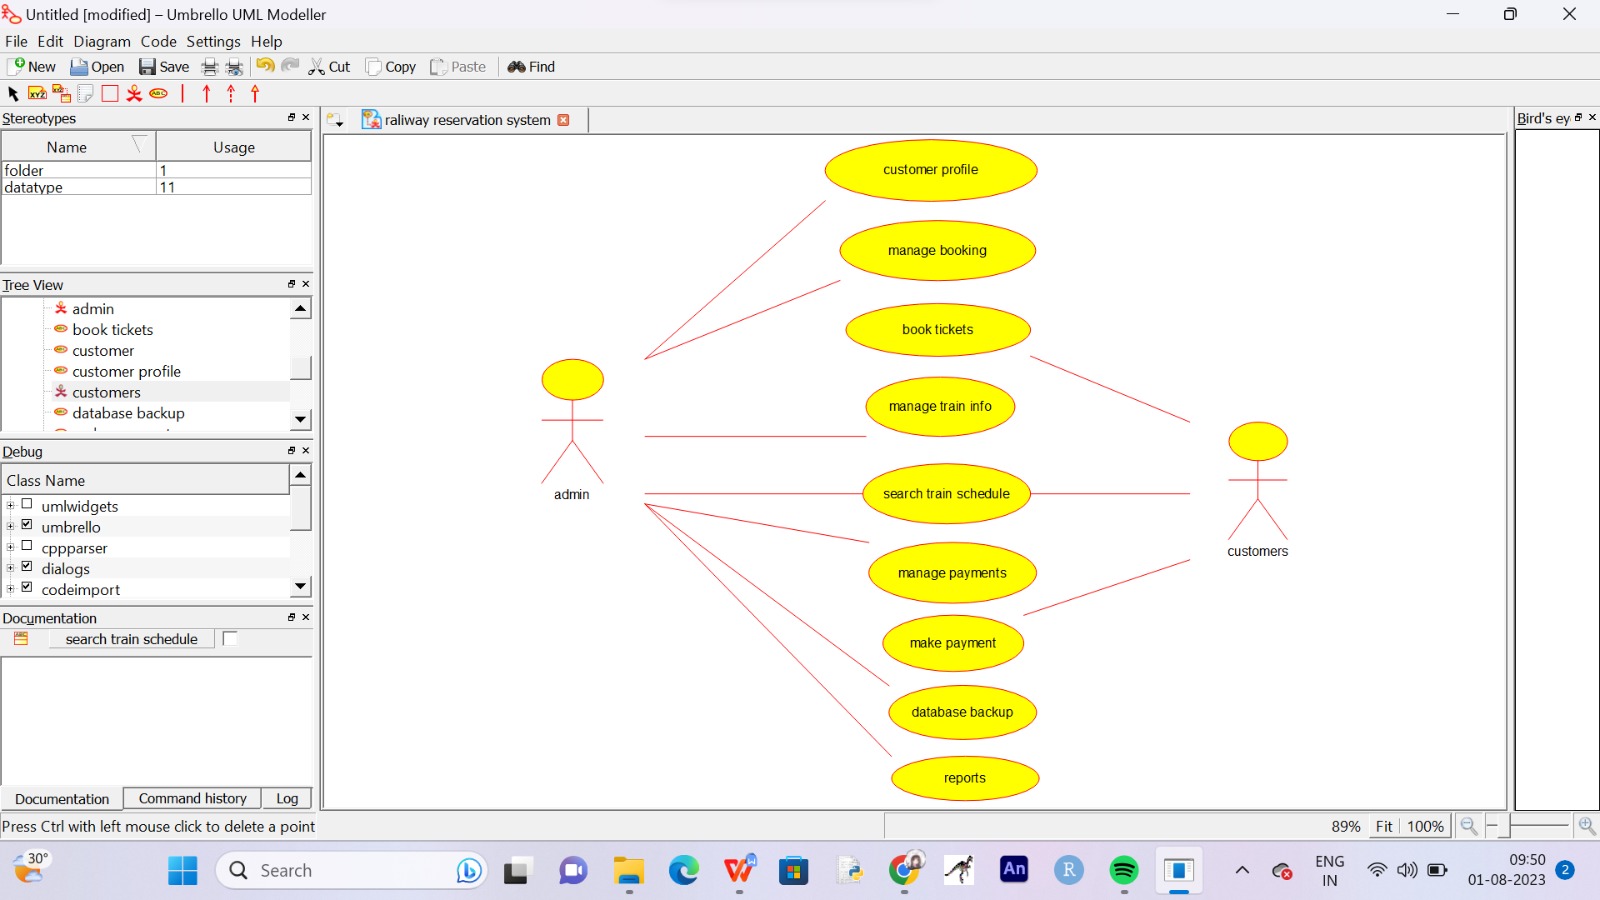 Untitled [modified] – Umbrello UML Modeller
File Edit Diagram Code Settings Help
New Open Save Cut Copy Paste Find
XYZ ABC
Stereotypes
Name Usage
folder 1
datatype 11
Tree View
admin
book tickets
customer
customer profile
customers
database backup
Debug
Class Name
umlwidgets
umbrello
cppparser
dialogs
codeimport
Documentation
search train schedule
Documentation Command history Log
Press Ctrl with left mouse click to delete a point
raliway reservation system
customer profile
manage booking
book tickets
manage train info
search train schedule
manage payments
make payment
database backup
reports
admin
customers
Bird's ey
89% Fit 100%
30°
Search
An
R
ENG
IN
09:50
01-08-2023
2